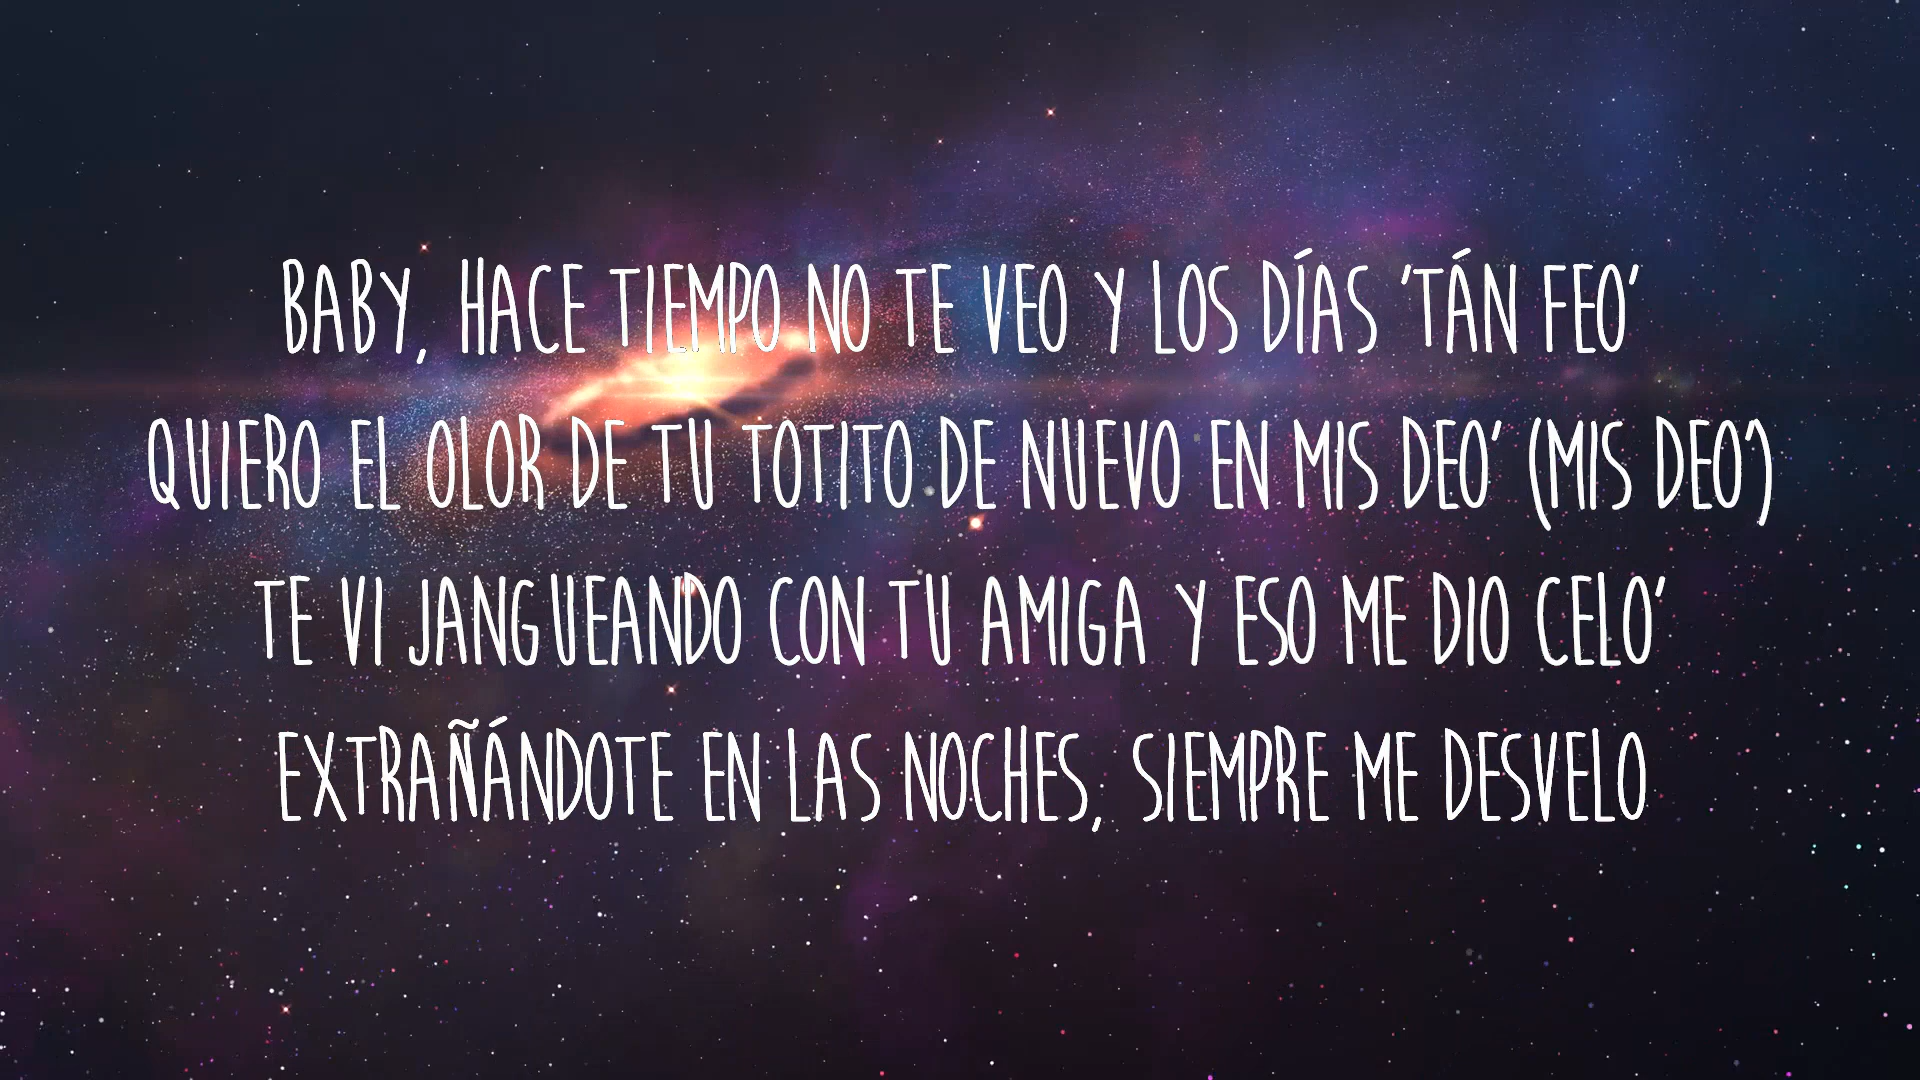 BABY, HACE TIEMPO NO TE VEO Y LOS DÍAS 'TÁN FEO'
QUIERO EL OLOR DE TU TOTITO DE NUEVO EN MIS DEO' (MIS DEO')
TE VI JANGUEANDO CON TU AMIGA Y ESO ME DIO CELO'
EXTRAÑÁNDOTE EN LAS NOCHES, SIEMPRE ME DESVELO